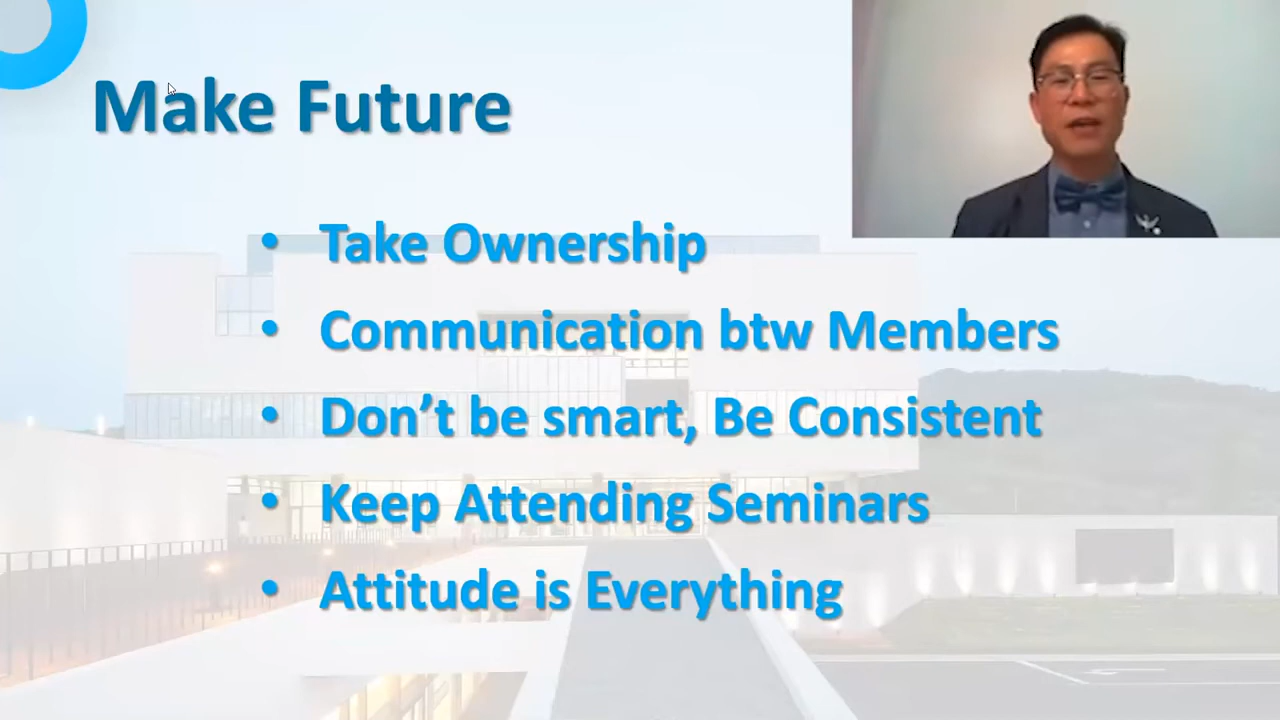 Make Future
• Take Ownership
• Communication btw Members
• Don’t be smart, Be Consistent
• Keep Attending Seminars
• Attitude is Everything